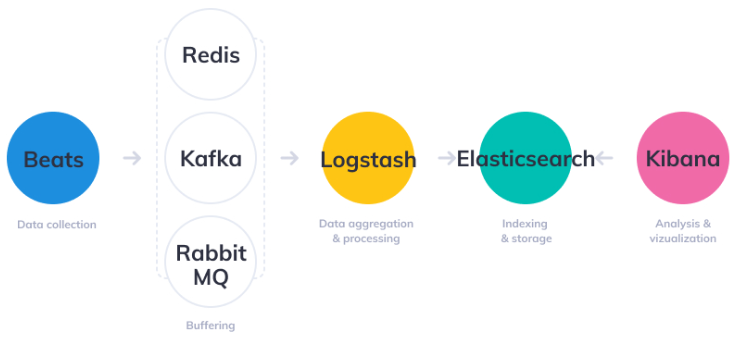 Redis
Beats
Kafka
Logstash
Elasticsearch
Kibana
Data collection
Data aggregation
& processing
Indexing
& storage
Analysis &
vizualization
Rabbit
MQ
Buffering